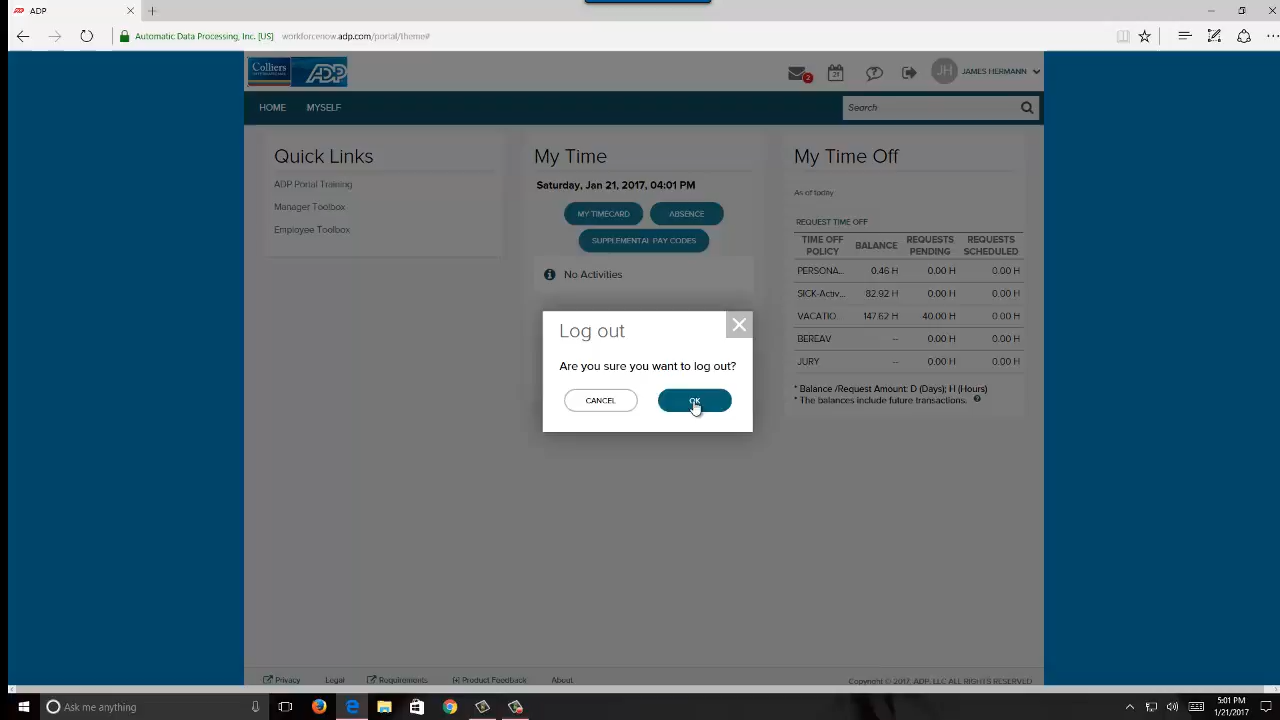 ADP
Automatic Data Processing, Inc. [US]
workforcenow.adp.com/portal/theme#
Colliers
INTERNATIONAL
ADP
2
JH
JAMES HERMANN
HOME
MYSELF
Search
Quick Links
ADP Portal Training
Manager Toolbox
Employee Toolbox
My Time
Saturday, Jan 21, 2017, 04:01 PM
MY TIMECARD
ABSENCE
SUPPLEMENTAL PAY CODES
No Activities
My Time Off
As of today
REQUEST TIME OFF
TIME OFF POLICY BALANCE REQUESTS PENDING REQUESTS SCHEDULED
PERSONA... 0.46 H 0.00 H 0.00 H
SICK-Activ... 82.92 H 0.00 H 0.00 H
VACATIO... 147.62 H 40.00 H 0.00 H
BEREAV -- 0.00 H 0.00 H
JURY -- 0.00 H 0.00 H
* Balance /Request Amount: D (Days); H (Hours)
* The balances include future transactions.
Log out
Are you sure you want to log out?
CANCEL
OK
Privacy
Legal
Requirements
Product Feedback
About
Copyright © 2017, ADP, LLC ALL RIGHTS RESERVED
Ask me anything
5:01 PM
1/21/2017